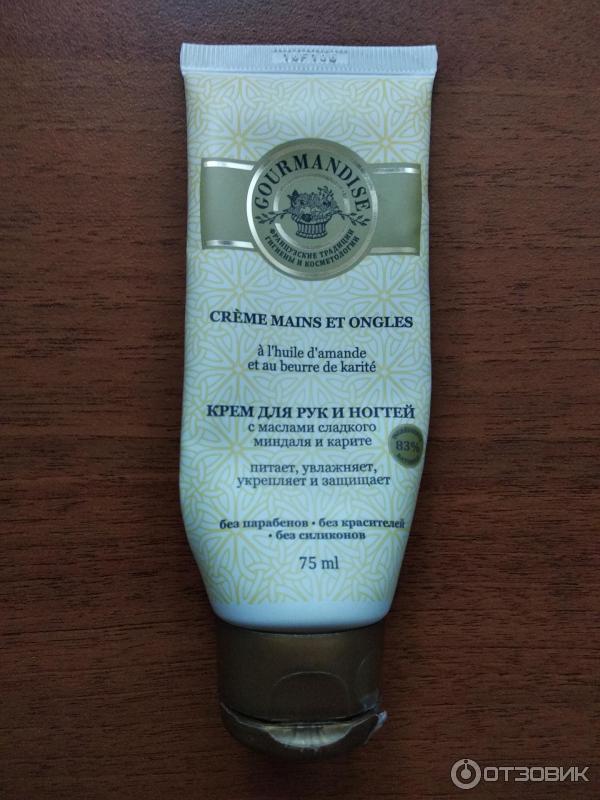 GOURMANDISE
ФРАНЦУЗСКИЕ ТРАДИЦИИ
ГИГИЕНЫ И КОСМЕТОЛОГИИ
CRÈME MAINS ET ONGLES
à l'huile d'amande
et au beurre de karité
КРЕМ ДЛЯ РУК И НОГТЕЙ
с маслами сладкого
миндаля и карите
83%
питает, увлажняет,
укрепляет и защищает
без парабенов • без красителей
• без силиконов
75 ml
ОТЗОВИК